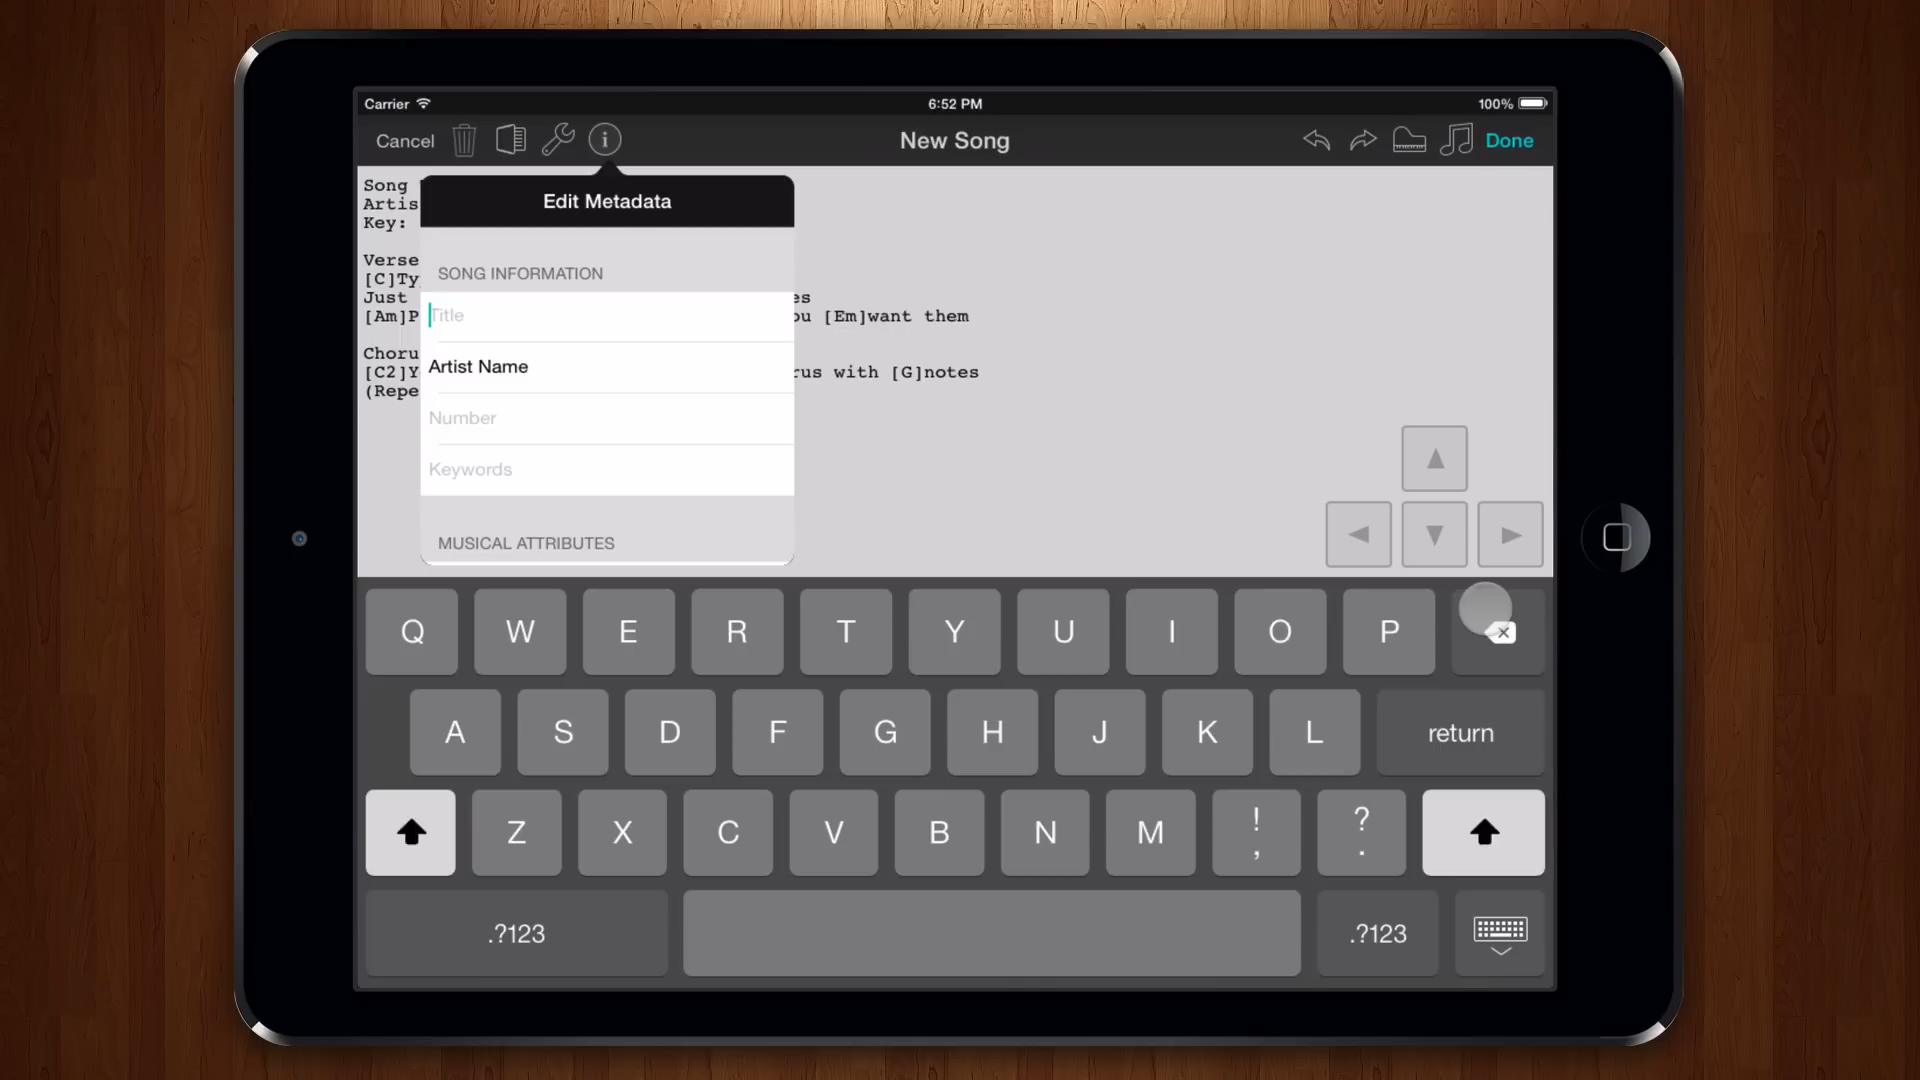 Carrier
6:52 PM
100%
Cancel
i
New Song
Done
Song
Artis
Key:
Edit Metadata
SONG INFORMATION
Title
Artist Name
Number
Keywords
MUSICAL ATTRIBUTES
Verse
[C]Ty
Just es
[Am]P ou [Em]want them
Choru
[C2]Y rus with [G]notes
(Repe
Q W E R T Y U I O P
A S D F G H J K L return
Z X C V B N M ! , ? .
.?123 .?123